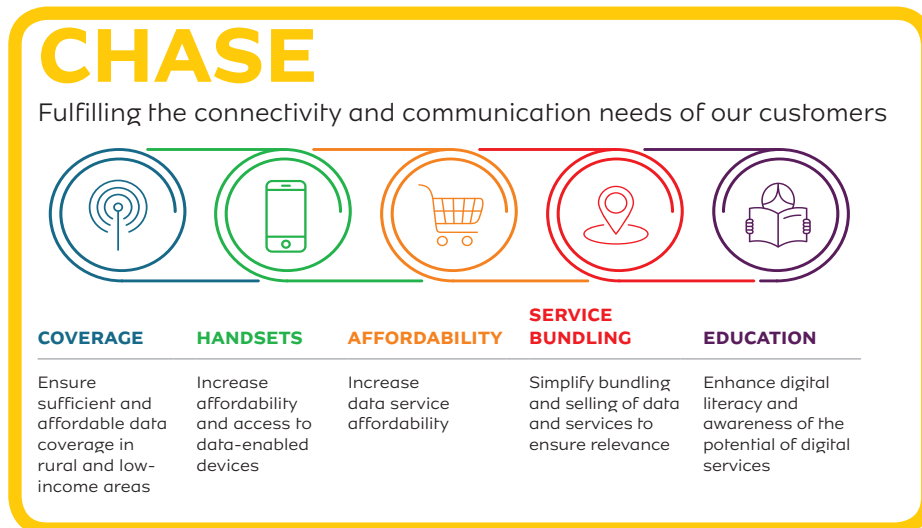 CHASE
Fulfilling the connectivity and communication needs of our customers
COVERAGE
Ensure
sufficient and
affordable data
coverage in
rural and low-
income areas
HANDSETS
Increase
affordability
and access to
data-enabled
devices
AFFORDABILITY
Increase
data service
affordability
SERVICE
BUNDLING
Simplify bundling
and selling of data
and services to
ensure relevance
EDUCATION
Enhance digital
literacy and
awareness of the
potential of digital
services